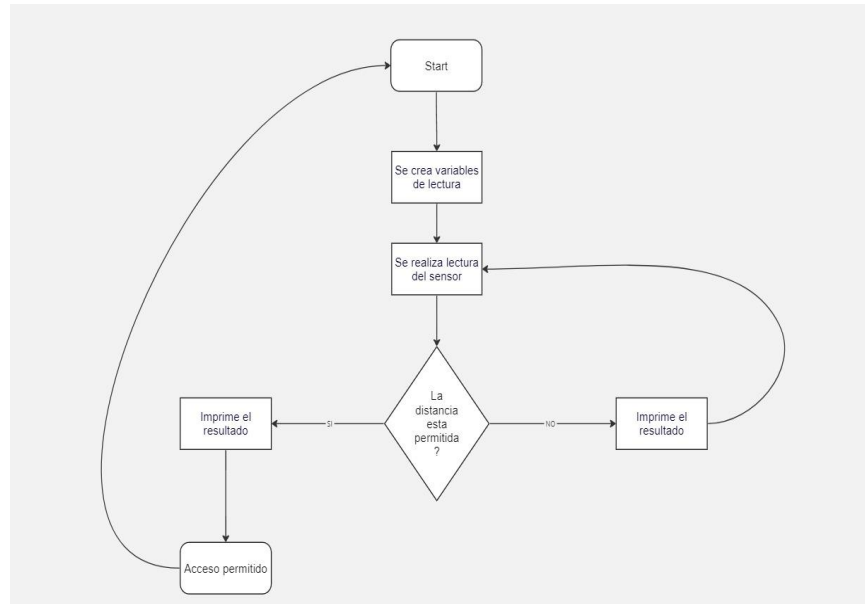 Start
Se crea variables
de lectura
Se realiza lectura
del sensor
La
distancia
esta
permitida
?
SI
NO
Imprime el
resultado
Imprime el
resultado
Acceso permitido